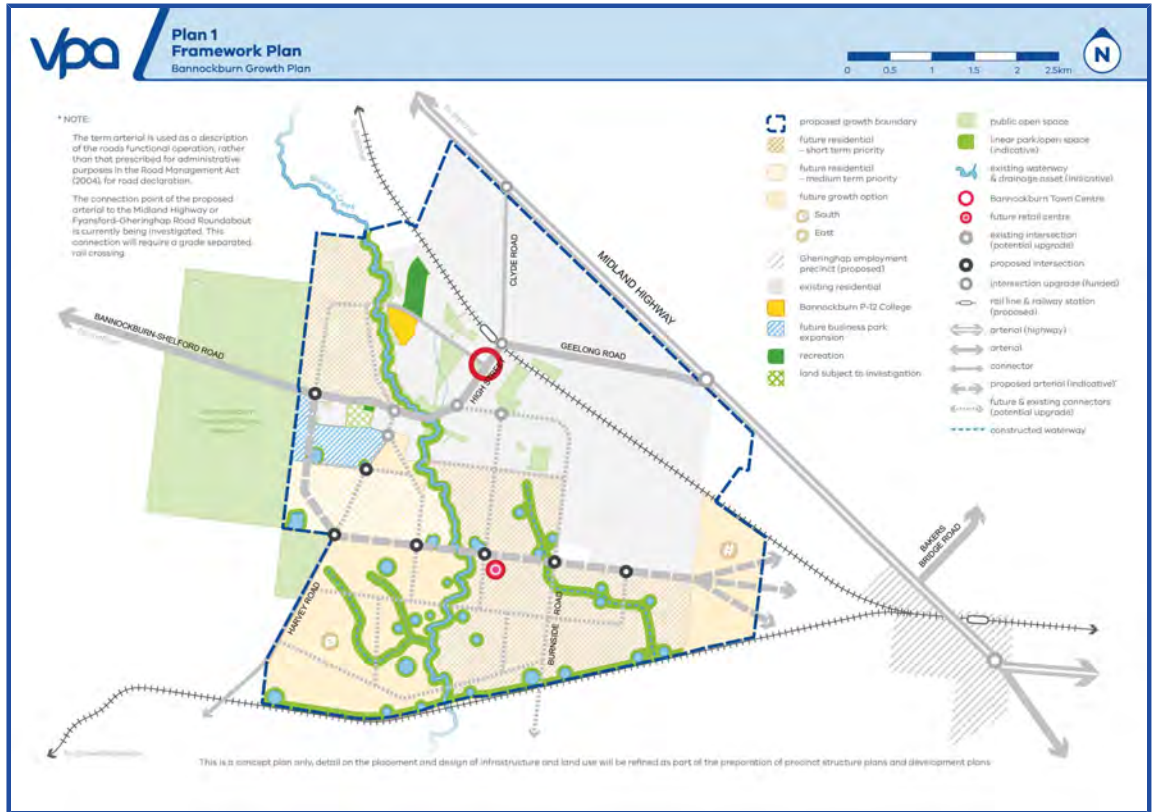 vpa
Plan 1
Framework Plan
Bannockburn Growth Plan
0 0.5 1 1.5 2 2.5km
N
* NOTE:
The term arterial is used as a description
of the roads functional operation, rather
than that prescribed for administrative
purposes in the Road Management Act
(2004), for road declaration.
The connection point of the proposed
arterial to the Midland Highway or
Fyansford-Gheringhap Road Roundabout
is currently being investigated. This
connection will require a grade separated
rail crossing
proposed growth boundary
future residential
- short term priority
future residential
- medium term priority
future growth option
South
East
Gheringhap employment
precinct (proposed)
existing residential
Bannockburn P-12 College
future business park
expansion
recreation
land subject to investigation
public open space
linear park/open space
(indicative)
existing waterway
& drainage asset (indicative)
Bannockburn Town Centre
future retail centre
existing intersection
(potential upgrade)
proposed intersection
intersection upgrade (funded)
rail line & railway station
(proposed)
arterial (highway)
arterial
connector
proposed arterial (indicative)*
future & existing connectors
(potential upgrade)
constructed waterway
CLYDE ROAD
MIDLAND HIGHWAY
BANNOCKBURN-SHELFORD ROAD
GEELONG ROAD
HIGH STREET
BAKERS
BRIDGE ROAD
HARVEY ROAD
BURNSIDE ROAD
This is a concept plan only, detail on the placement and design of infrastructure and land use will be refined as part of the preparation of precinct structure plans and development plans